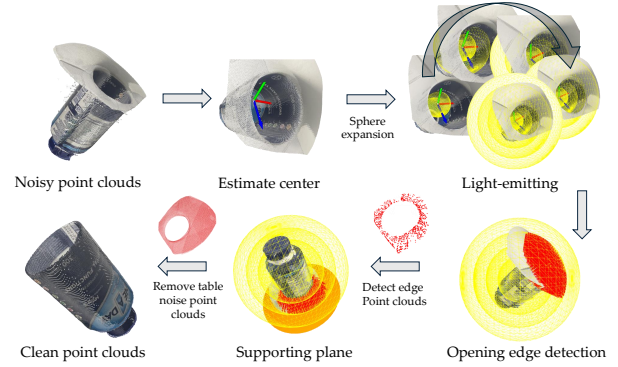 Sphere
expansion
Noisy point clouds
Estimate center
Light-emitting
Remove table
noise point
clouds
Detect edge
Point clouds
Clean point clouds
Supporting plane
Opening edge detection